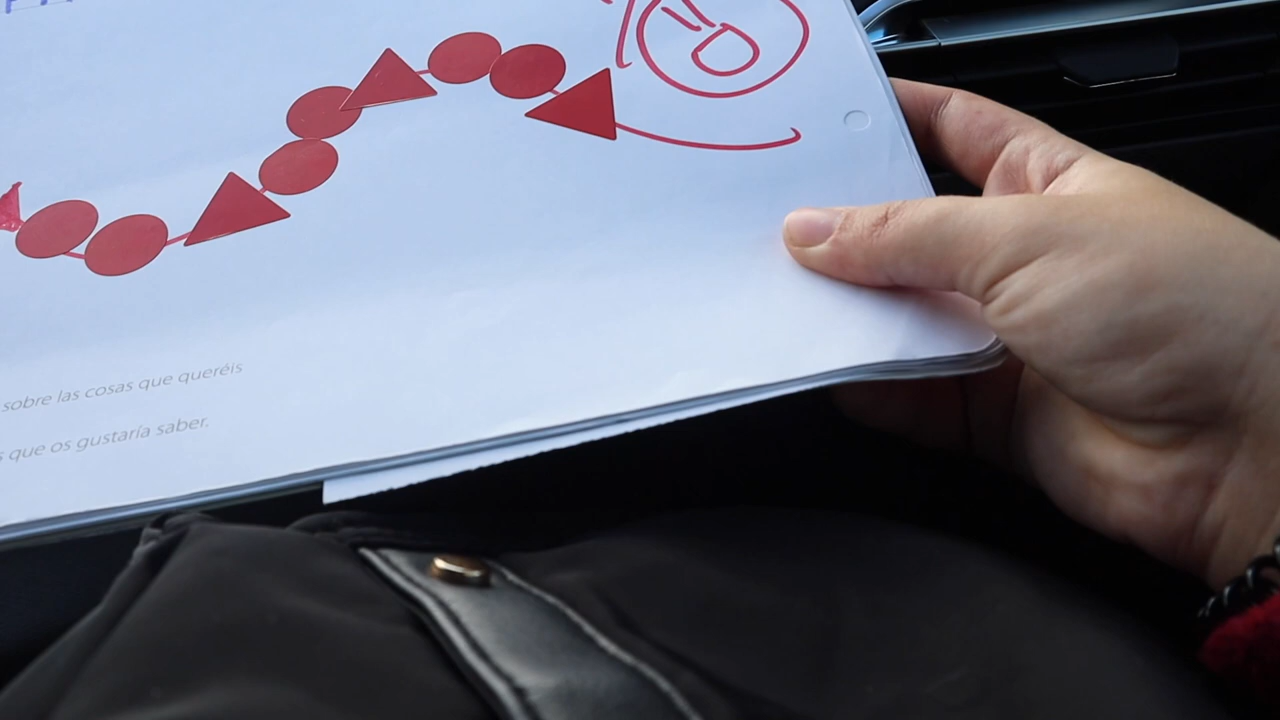 sobre las cosas que queréis
que os gustaría saber.